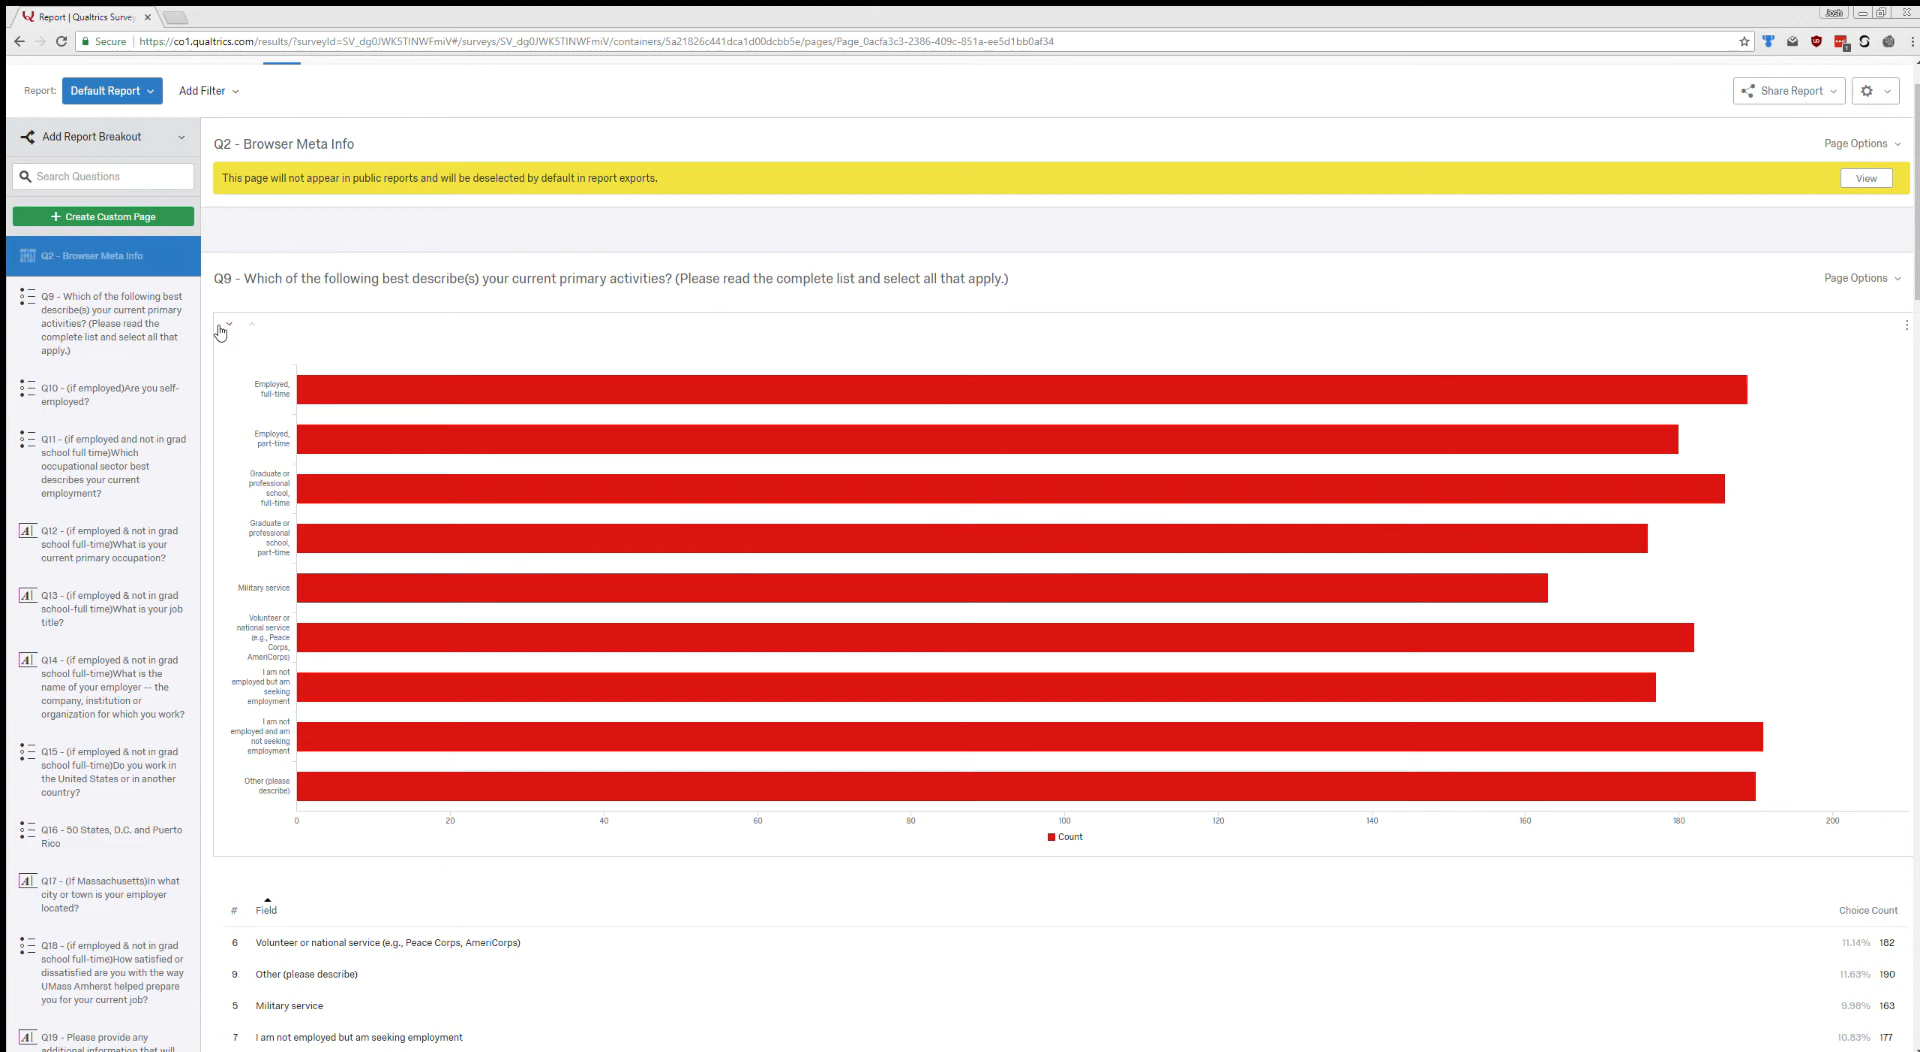 Report | Qualtrics Survey
Josh
Secure
https://co1.qualtrics.com/results/?surveyId=SV_dg0JWK5TINWFmiV#/surveys/SV_dg0JWK5TINWFmiV/containers/5a21826c441dca1d00dcbb5e/pages/Page_0acfa3c3-2386-409c-851a-ee5d1bb0af34
Report:
Default Report
Add Filter
Share Report
Add Report Breakout
Search Questions
+ Create Custom Page
Q2 - Browser Meta Info
Q9 - Which of the following best
describe(s) your current primary
activities? (Please read the
complete list and select all that
apply.)
Q10 - (if employed)Are you self-
employed?
Q11 - (if employed and not in grad
school full time)Which
occupational sector best
describes your current
employment?
Q12 - (if employed & not in grad
school full-time)What is your
current primary occupation?
Q13 - (if employed & not in grad
school-full time)What is your job
title?
Q14 - (if employed & not in grad
school full-time)What is the
name of your employer -- the
company, institution or
organization for which you work?
Q15 - (if employed & not in grad
school full-time)Do you work in
the United States or in another
country?
Q16 - 50 States, D.C. and Puerto
Rico
Q17 - (If Massachusetts)In what
city or town is your employer
located?
Q18 - (if employed & not in grad
school full-time)How satisfied or
dissatisfied are you with the way
UMass Amherst helped prepare
you for your current job?
Q19 - Please provide any
additional information that will
Q2 - Browser Meta Info
Page Options
This page will not appear in public reports and will be deselected by default in report exports.
View
Q9 - Which of the following best describe(s) your current primary activities? (Please read the complete list and select all that apply.)
Page Options
Employed,
full-time
Employed,
part-time
Graduate or
professional
school,
full-time
Graduate or
professional
school,
part-time
Military service
Volunteer or
national service
(e.g., Peace
Corps,
AmeriCorps)
I am not
employed but am
seeking
employment
I am not
employed and am
not seeking
employment
Other (please
describe)
0 20 40 60 80 100 120 140 160 180 200
Count
# Field Choice Count
6 Volunteer or national service (e.g., Peace Corps, AmeriCorps) 11.14% 182
9 Other (please describe) 11.63% 190
5 Military service 9.98% 163
7 I am not employed but am seeking employment 10.83% 177